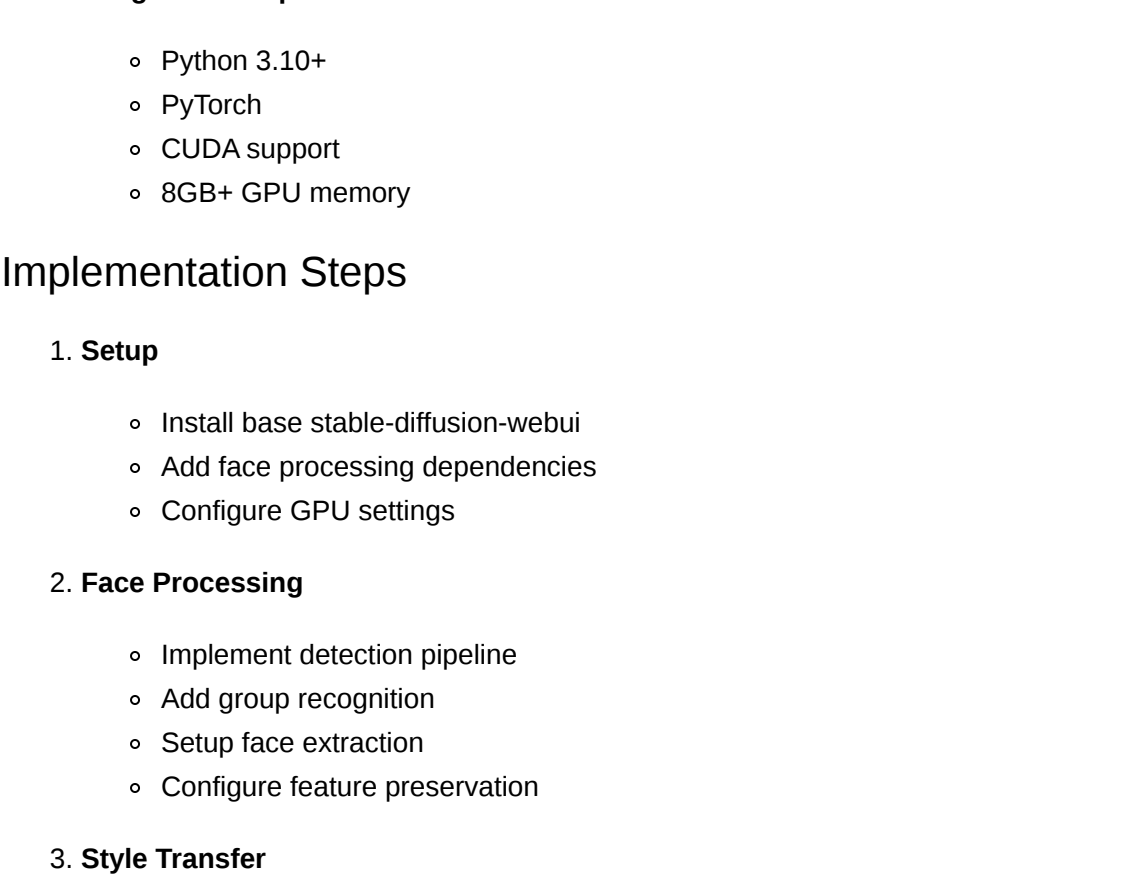 ○ Python 3.10+
○ PyTorch
○ CUDA support
○ 8GB+ GPU memory
Implementation Steps
1. Setup
○ Install base stable-diffusion-webui
○ Add face processing dependencies
○ Configure GPU settings
2. Face Processing
○ Implement detection pipeline
○ Add group recognition
○ Setup face extraction
○ Configure feature preservation
3. Style Transfer